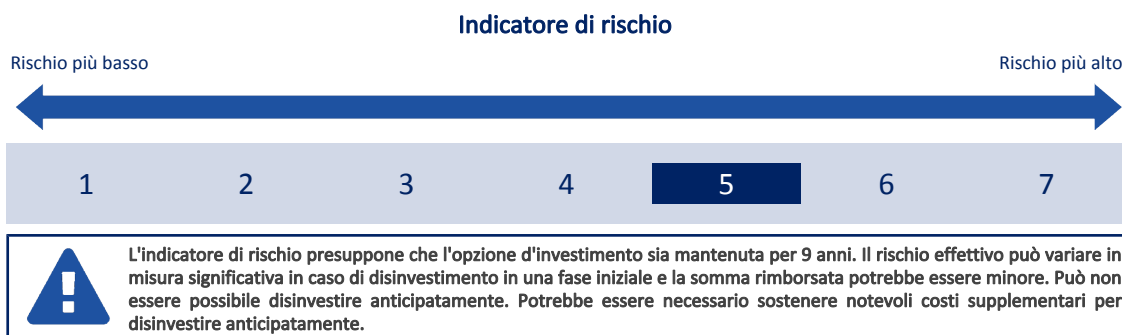 Indicatore di rischio
Rischio più basso
Rischio più alto
1 2 3 4 5 6 7
L'indicatore di rischio presuppone che l'opzione d'investimento sia mantenuta per 9 anni. Il rischio effettivo può variare in
misura significativa in caso di disinvestimento in una fase iniziale e la somma rimborsata potrebbe essere minore. Può non
essere possibile disinvestire anticipatamente. Potrebbe essere necessario sostenere notevoli costi supplementari per
disinvestire anticipatamente.